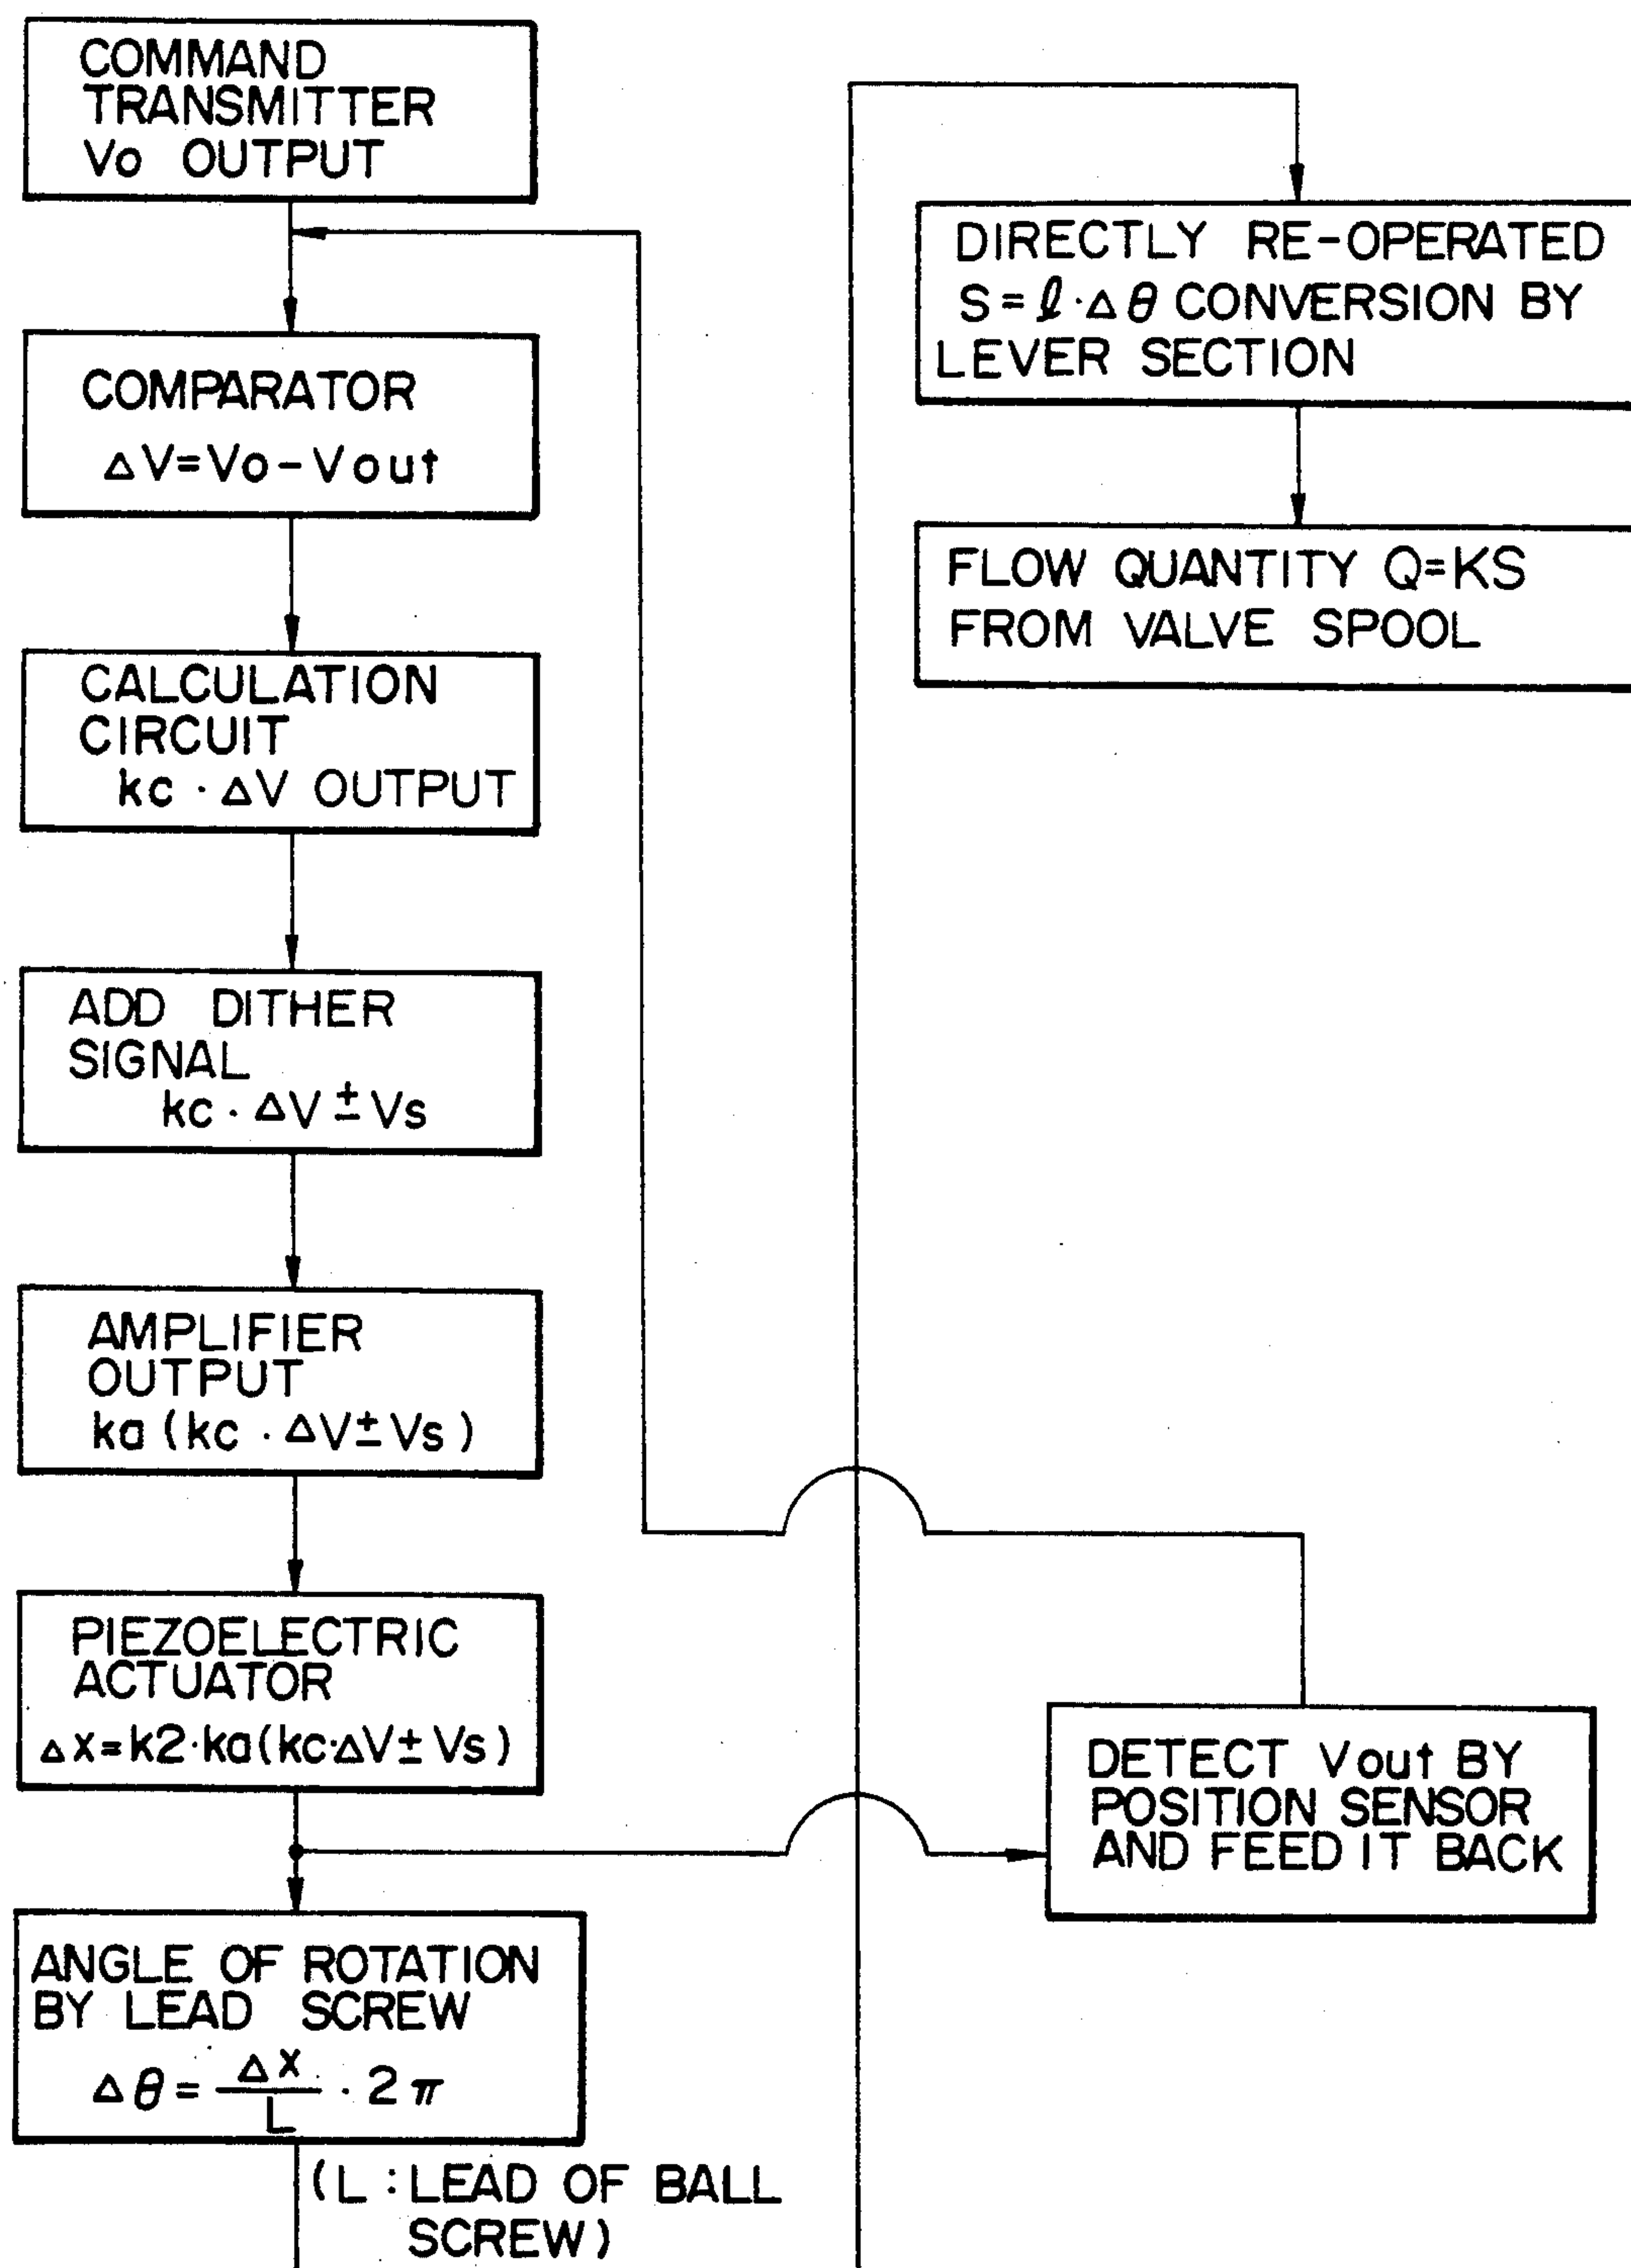 COMMAND
TRANSMITTER
Vo OUTPUT
COMPARATOR
ΔV=Vo-Vout
CALCULATION
CIRCUIT
kc·ΔV OUTPUT
ADD DITHER
SIGNAL
kc·ΔV±Vs
AMPLIFIER
OUTPUT
ka(kc·ΔV±Vs)
PIEZOELECTRIC
ACTUATOR
Δx=k2·ka(kc·ΔV±Vs)
ANGLE OF ROTATION
BY LEAD SCREW
Δθ=Δx/L·2π
(L:LEAD OF BALL
SCREW)
DIRECTLY RE-OPERATED
S=ℓ·Δθ CONVERSION BY
LEVER SECTION
FLOW QUANTITY Q=KS
FROM VALVE SPOOL
DETECT Vout BY
POSITION SENSOR
AND FEED IT BACK